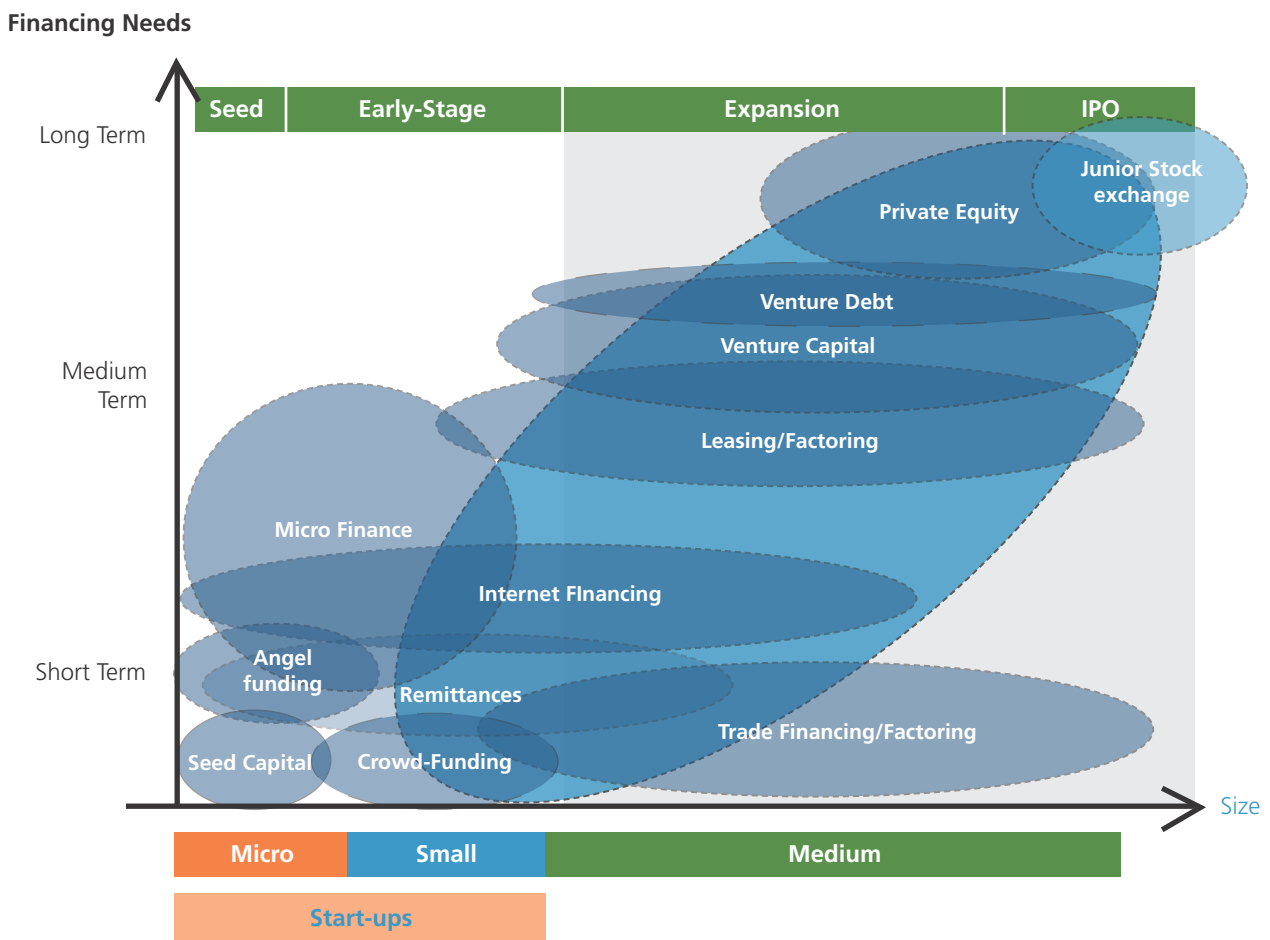 Financing Needs
Seed
Early-Stage
Expansion
IPO
Long Term
Junior Stock
exchange
Private Equity
Venture Debt
Venture Capital
Medium
Term
Leasing/Factoring
Micro Finance
Internet FInancing
Short Term
Angel
funding
Remittances
Trade Financing/Factoring
Seed Capital
Crowd-Funding
Size
Micro
Small
Medium
Start-ups